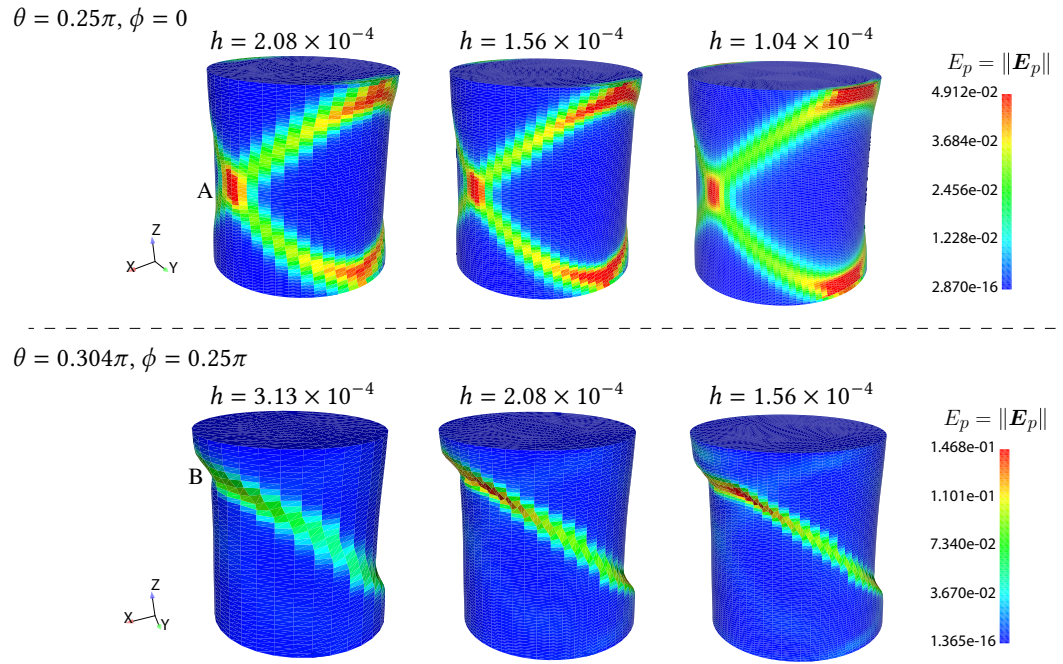 θ = 0.25π, ϕ = 0
h = 2.08 × 10⁻⁴
h = 1.56 × 10⁻⁴
h = 1.04 × 10⁻⁴
E_p = ‖E_p‖
4.912e-02
3.684e-02
2.456e-02
1.228e-02
2.870e-16
A
Z
X
Y
θ = 0.304π, ϕ = 0.25π
h = 3.13 × 10⁻⁴
h = 2.08 × 10⁻⁴
h = 1.56 × 10⁻⁴
E_p = ‖E_p‖
1.468e-01
1.101e-01
7.340e-02
3.670e-02
1.365e-16
B
Z
X
Y